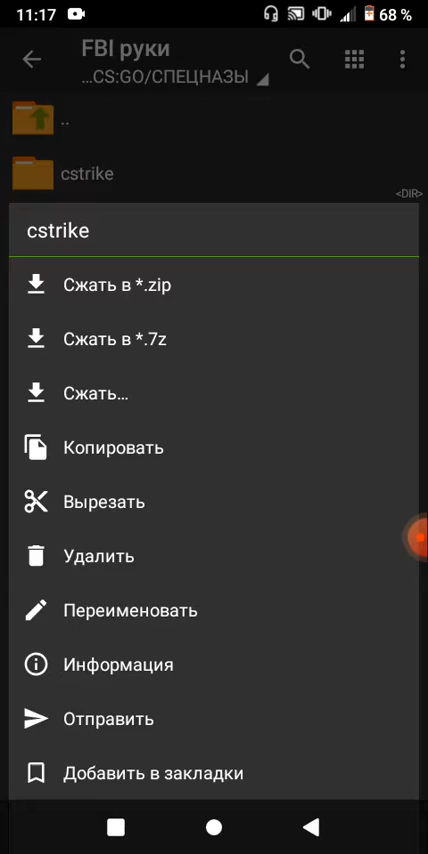 11:17 68 %
FBI руки
...CS:GO/СПЕЦНАЗЫ
..
cstrike
<DIR>
cstrike
Сжать в *.zip
Сжать в *.7z
Сжать...
Копировать
Вырезать
Удалить
Переименовать
Информация
Отправить
Добавить в закладки